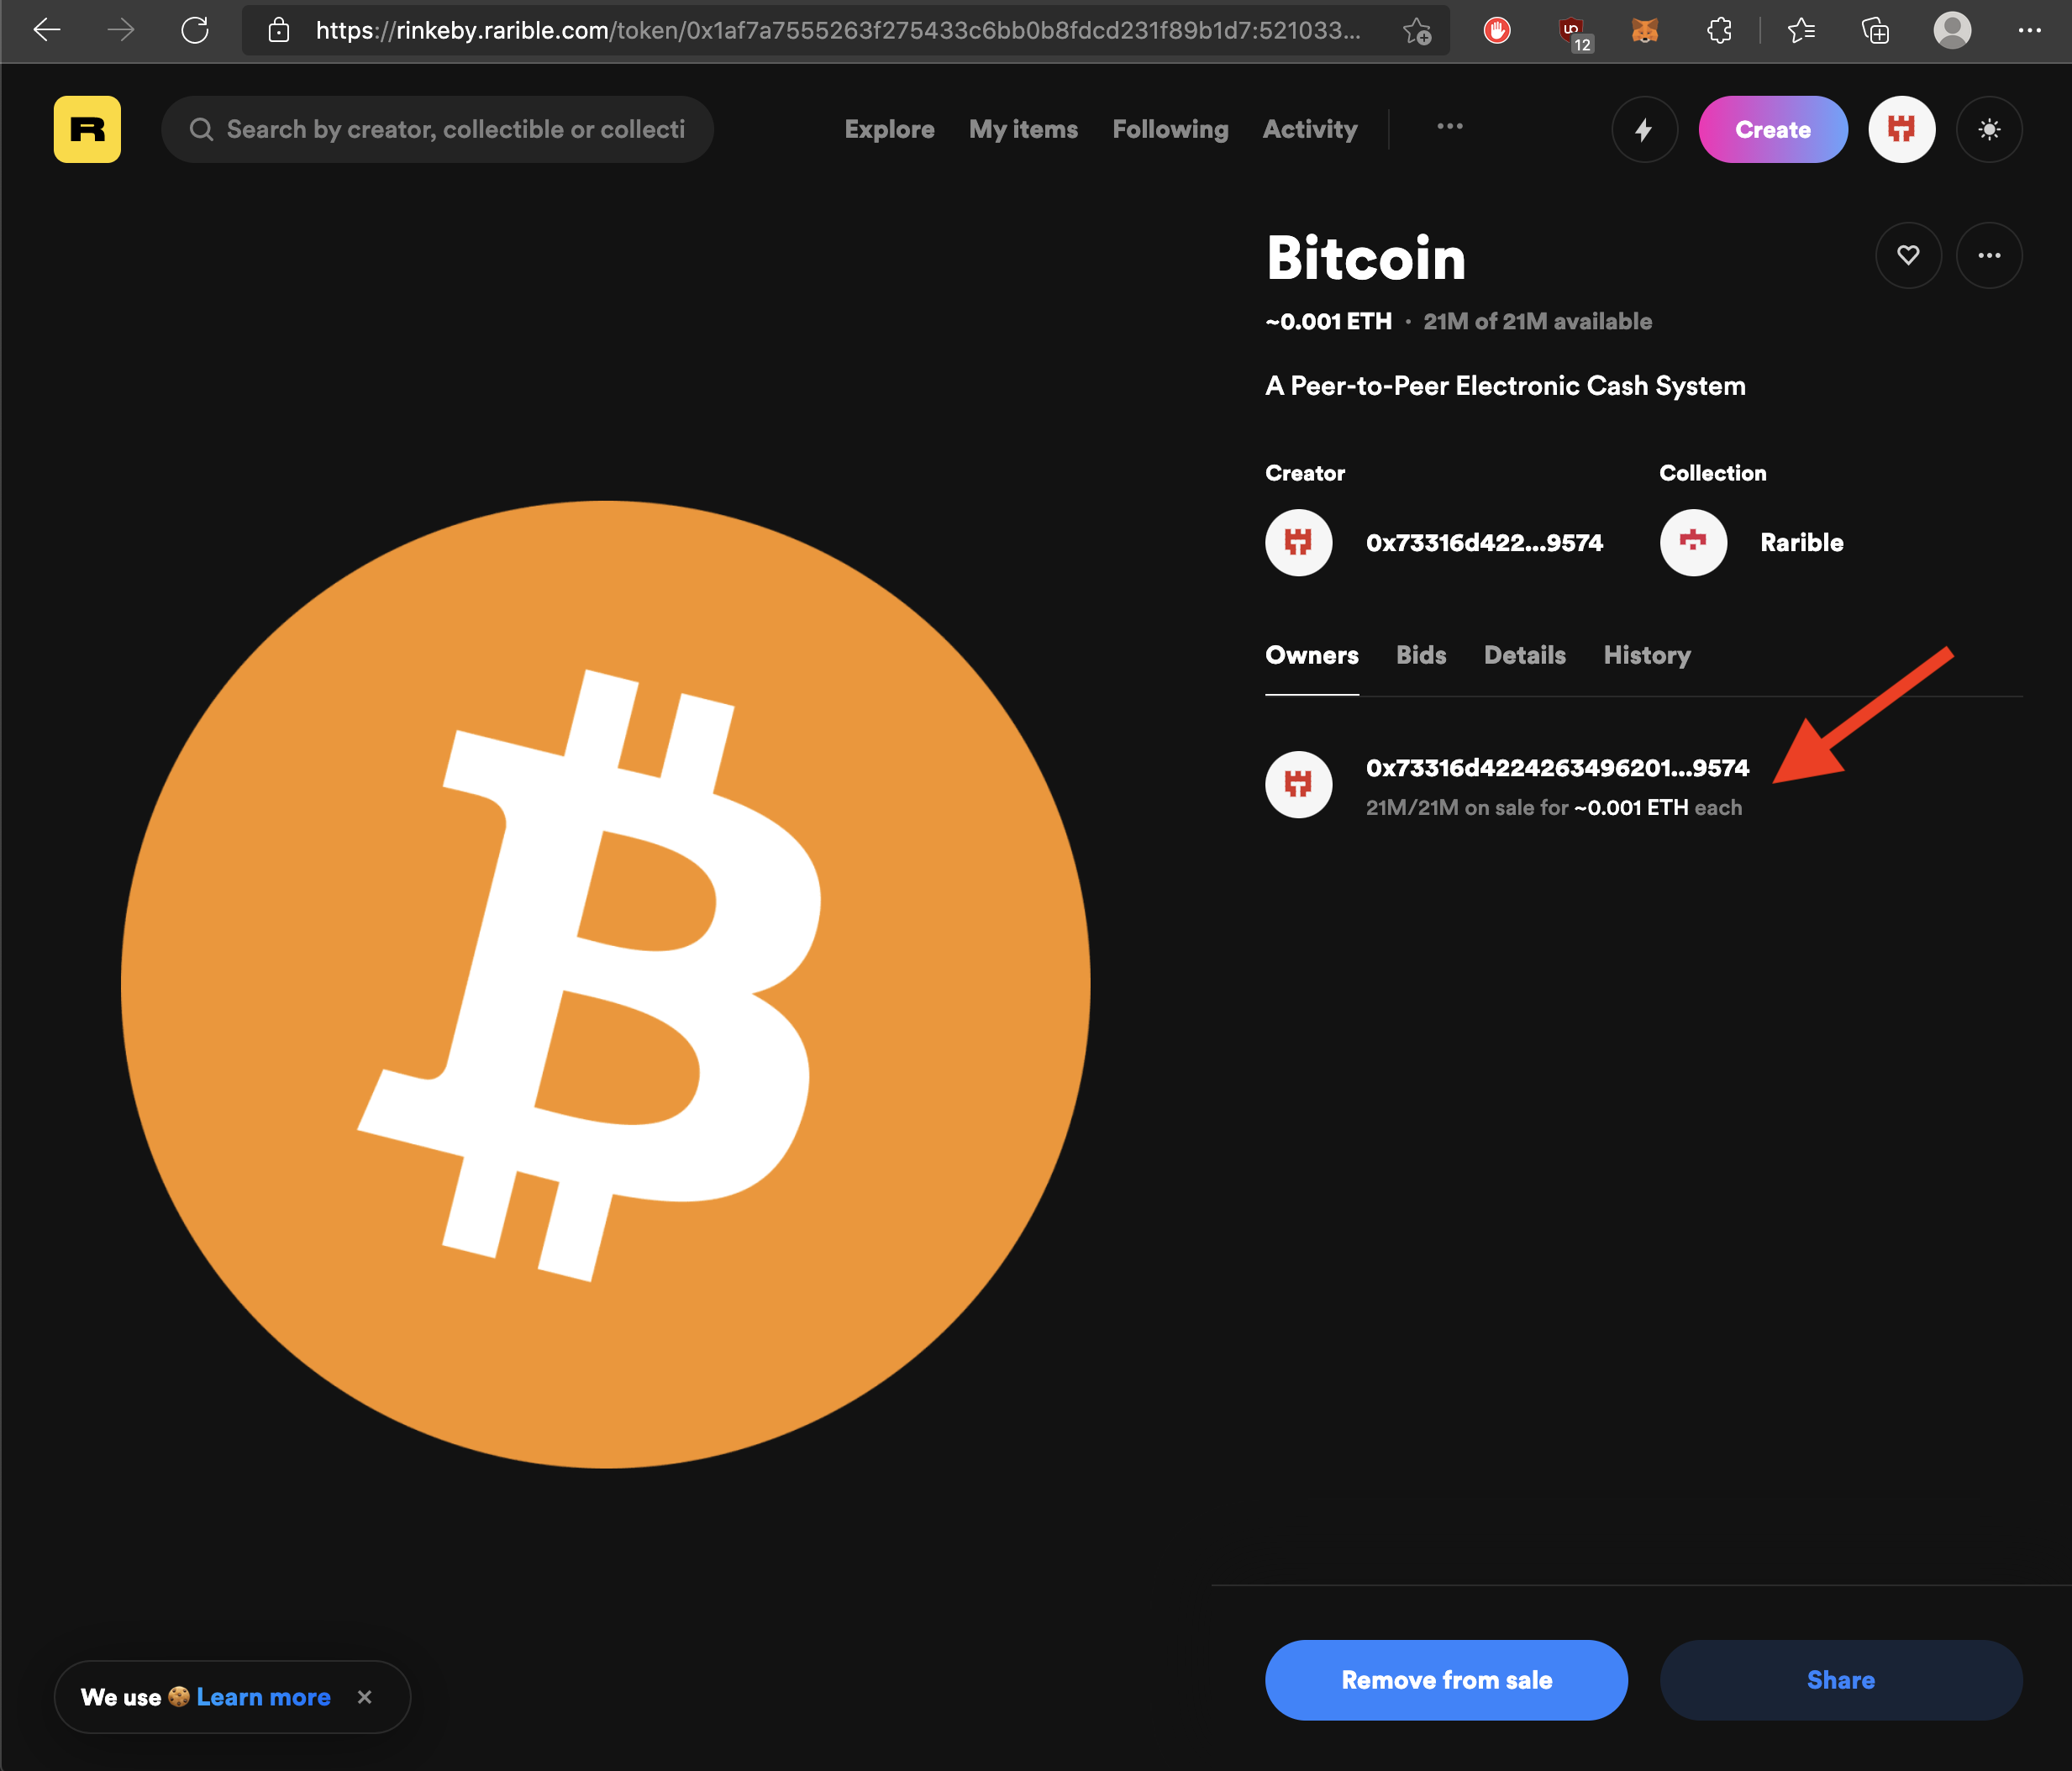 https://rinkeby.rarible.com/token/0x1af7a7555263f275433c6bb0b8fdcd231f89b1d7:521033...
12
R
Search by creator, collectible or collecti
Explore My items Following Activity
Create
Bitcoin
~0.001 ETH · 21M of 21M available
A Peer-to-Peer Electronic Cash System
Creator Collection
0x73316d422...9574 Rarible
Owners Bids Details History
0x73316d4224263496201...9574
21M/21M on sale for ~0.001 ETH each
Remove from sale Share
We use 🍪 Learn more ×